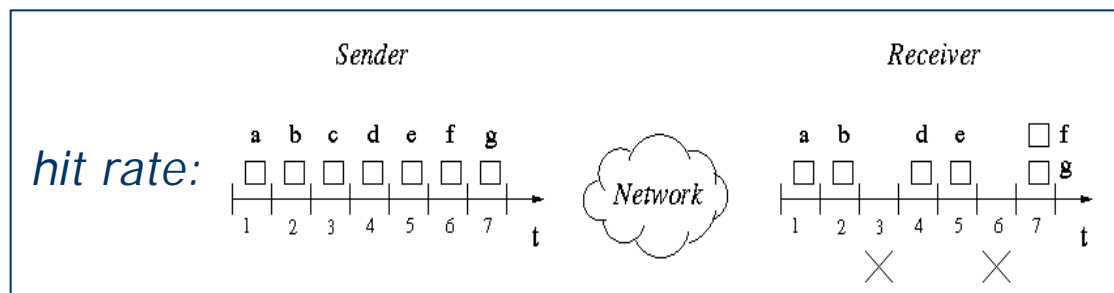 Sender Receiver
f
a b c d e f g a b d e
g
hit rate: Network
1 2 3 4 5 6 7 t 1 2 3 4 5 6 7 t